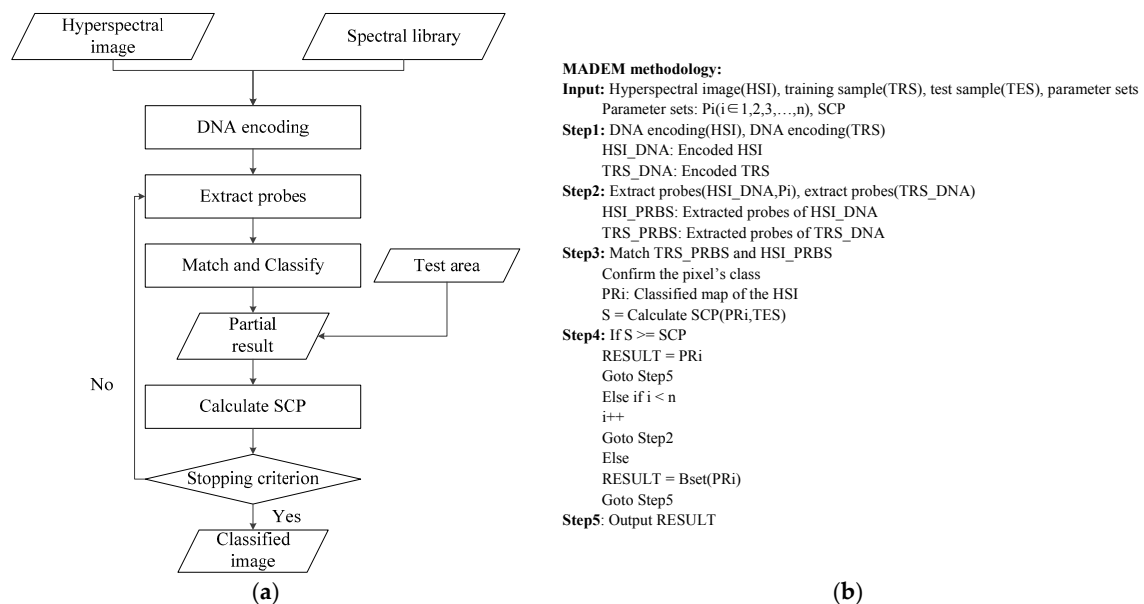 Hyperspectral
image
Spectral library
DNA encoding
Extract probes
Match and Classify
Test area
Partial
result
No
Calculate SCP
Stopping criterion
Yes
Classified
image
(a)
MADEM methodology:
Input: Hyperspectral image(HSI), training sample(TRS), test sample(TES), parameter sets
Parameter sets: Pi(i∈1,2,3,…,n), SCP
Step1: DNA encoding(HSI), DNA encoding(TRS)
HSI_DNA: Encoded HSI
TRS_DNA: Encoded TRS
Step2: Extract probes(HSI_DNA,Pi), extract probes(TRS_DNA)
HSI_PRBS: Extracted probes of HSI_DNA
TRS_PRBS: Extracted probes of TRS_DNA
Step3: Match TRS_PRBS and HSI_PRBS
Confirm the pixel's class
PRi: Classified map of the HSI
S = Calculate SCP(PRi,TES)
Step4: If S >= SCP
RESULT = PRi
Goto Step5
Else if i < n
i++
Goto Step2
Else
RESULT = Bset(PRi)
Goto Step5
Step5: Output RESULT
(b)